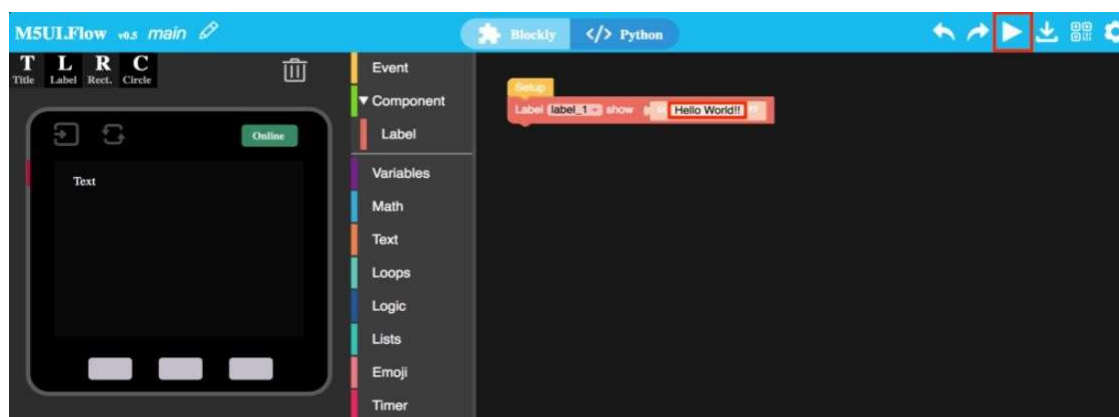 M5UI.Flow v0.5 main Blockly </> Python
T L R C
Title Label Rect. Circle
Online
Text
Event
Component
Label
Variables
Math
Text
Loops
Logic
Lists
Emoji
Timer
Setup
Label label_1 show “ Hello World!! ”